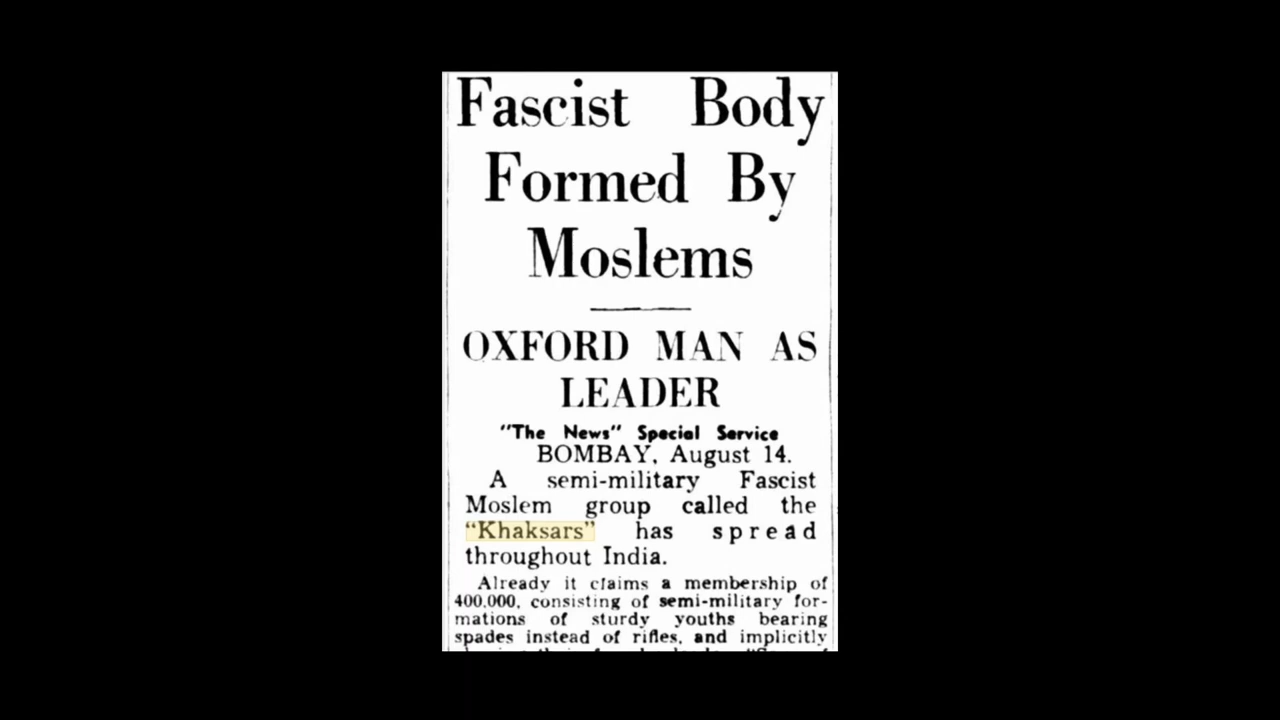 Fascist Body
Formed By
Moslems
OXFORD MAN AS
LEADER
"The News" Special Service
BOMBAY, August 14.
A semi-military Fascist
Moslem group called the
"Khaksars" has spread
throughout India.
Already it claims a membership of
400,000, consisting of semi-military for-
mations of sturdy youths bearing
spades instead of rifles, and implicitly